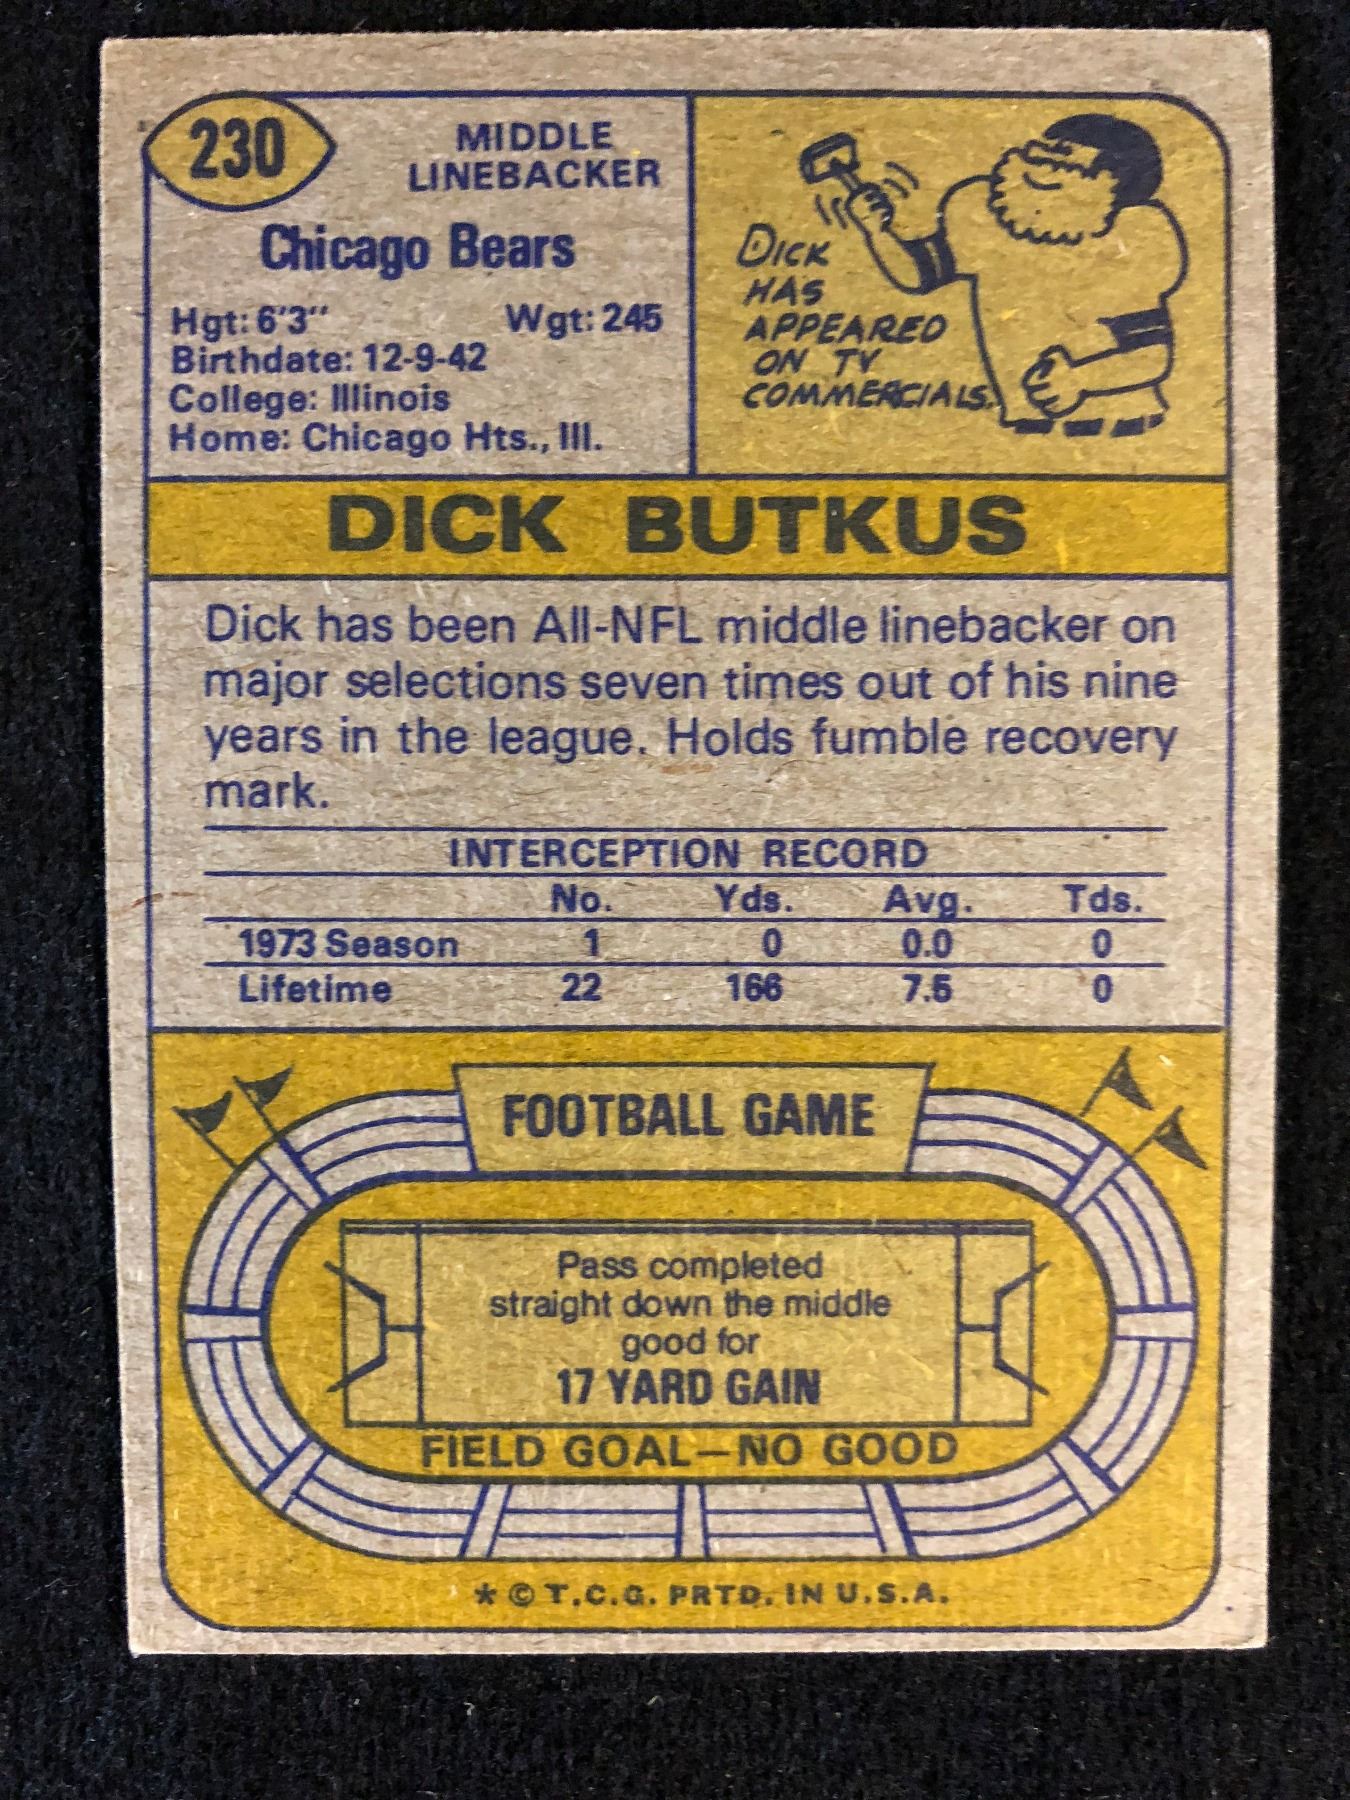 230
MIDDLE
LINEBACKER
Chicago Bears
Hgt: 6'3" Wgt: 245
Birthdate: 12-9-42
College: Illinois
Home: Chicago Hts., Ill.
DICK
HAS
APPEARED
ON TV
COMMERCIALS.
DICK BUTKUS
Dick has been All-NFL middle linebacker on
major selections seven times out of his nine
years in the league. Holds fumble recovery
mark.
INTERCEPTION RECORD
No. Yds. Avg. Tds.
1973 Season 1 0 0.0 0
Lifetime 22 166 7.5 0
FOOTBALL GAME
Pass completed
straight down the middle
good for
17 YARD GAIN
FIELD GOAL—NO GOOD
* © T.C.G. PRTD. IN U.S.A.